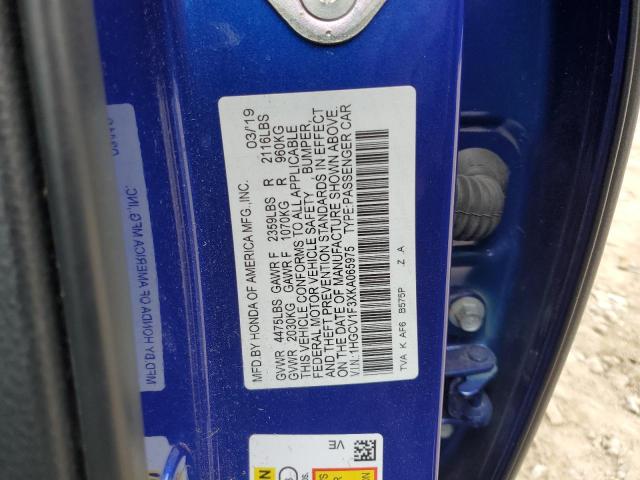 MFD BY HONDA OF AMERICA MFG.,INC. 03/'19
GVWR 4475LBS GAWR F 2359LBS R 2116LBS
GVWR 2030KG GAWR F 1070KG R 960KG
THIS VEHICLE CONFORMS TO ALL APPLICABLE
FEDERAL MOTOR VEHICLE SAFETY BUMPER,
AND THEFT PREVENTION STANDARDS IN EFFECT
ON THE DATE OF MANUFACTURE SHOWN ABOVE.
V.I.N.:1HGCV1F3XKA065975 TYPE:PASSENGER CAR
TVA K AF6 B575P Z A
MFD BY HONDA OF AMERICA MFG.,INC.
VE